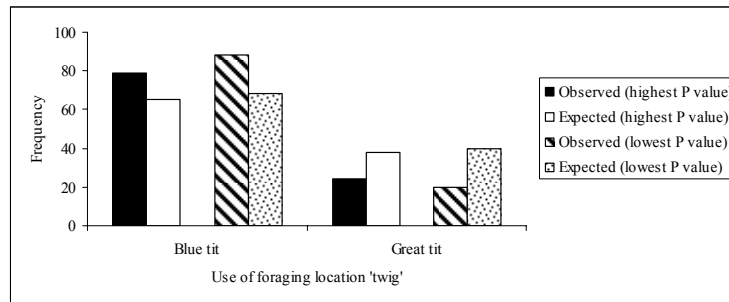 100
80
60
40
20
0
Frequency
Blue tit Great tit
Use of foraging location 'twig'
Observed (highest P value)
Expected (highest P value)
Observed (lowest P value)
Expected (lowest P value)